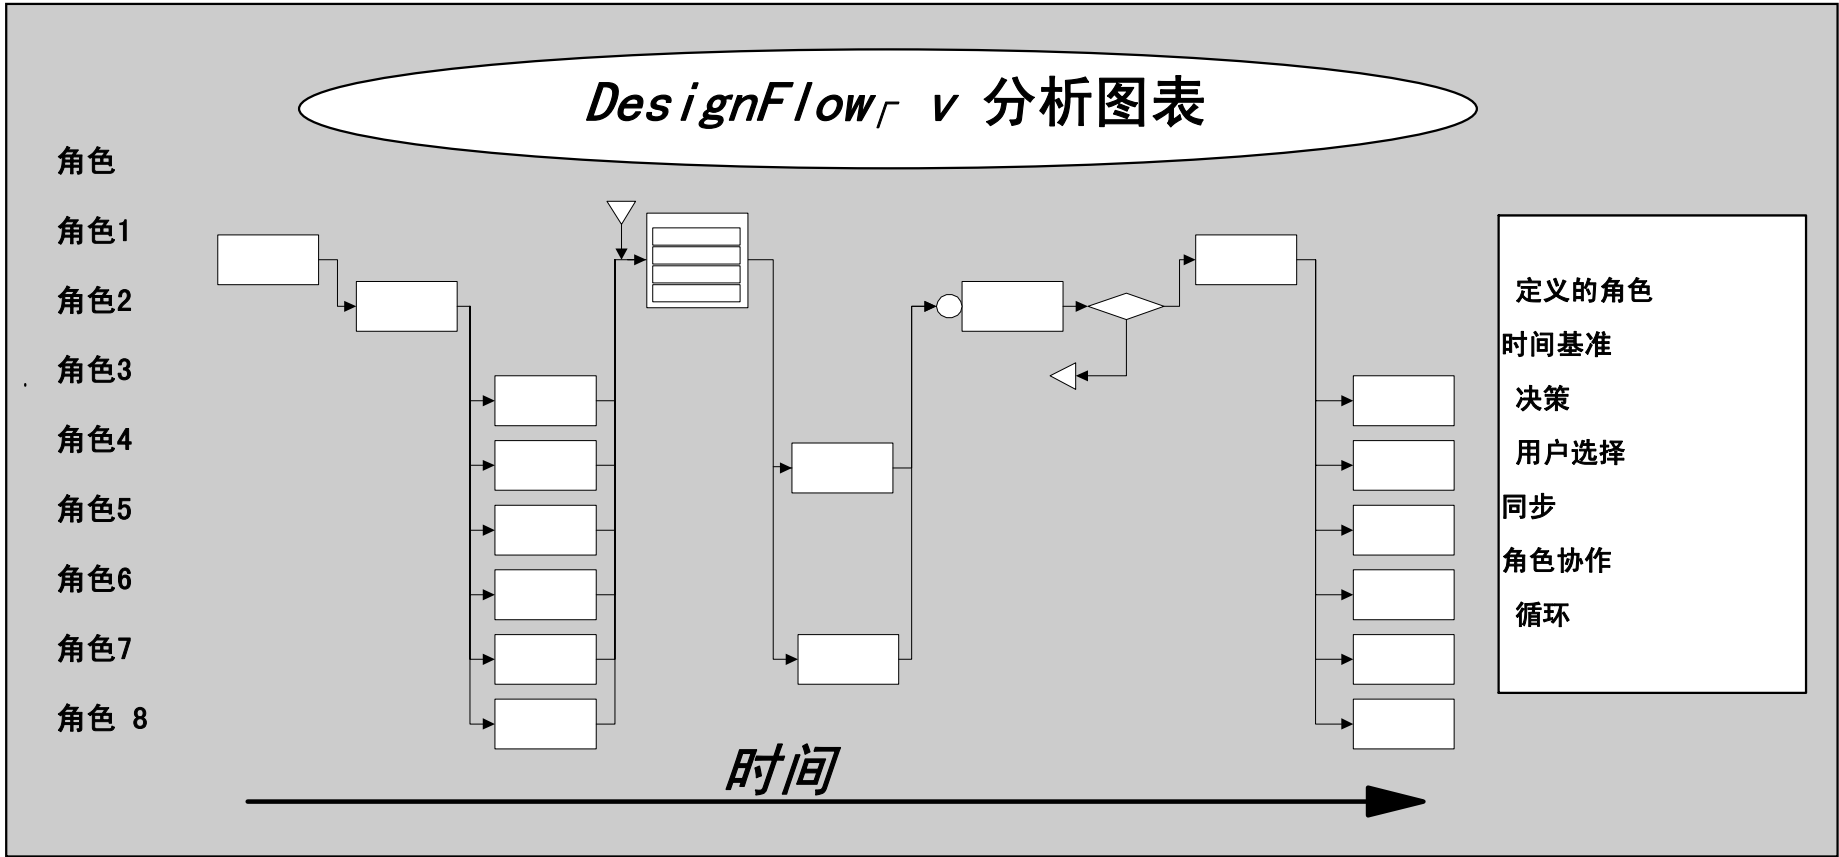 DesignFlow┌ v 分析图表
角色
角色1
角色2
角色3
角色4
角色5
角色6
角色7
角色 8
定义的角色
时间基准
决策
用户选择
同步
角色协作
循环
时间